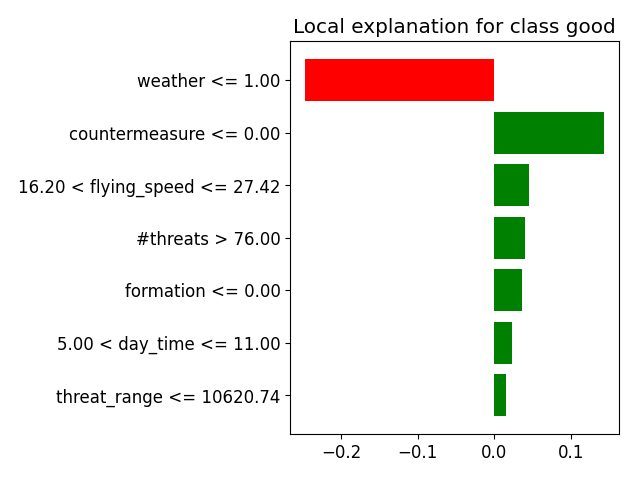 Local explanation for class good
weather <= 1.00
countermeasure <= 0.00
16.20 < flying_speed <= 27.42
#threats > 76.00
formation <= 0.00
5.00 < day_time <= 11.00
threat_range <= 10620.74
−0.2 −0.1 0.0 0.1